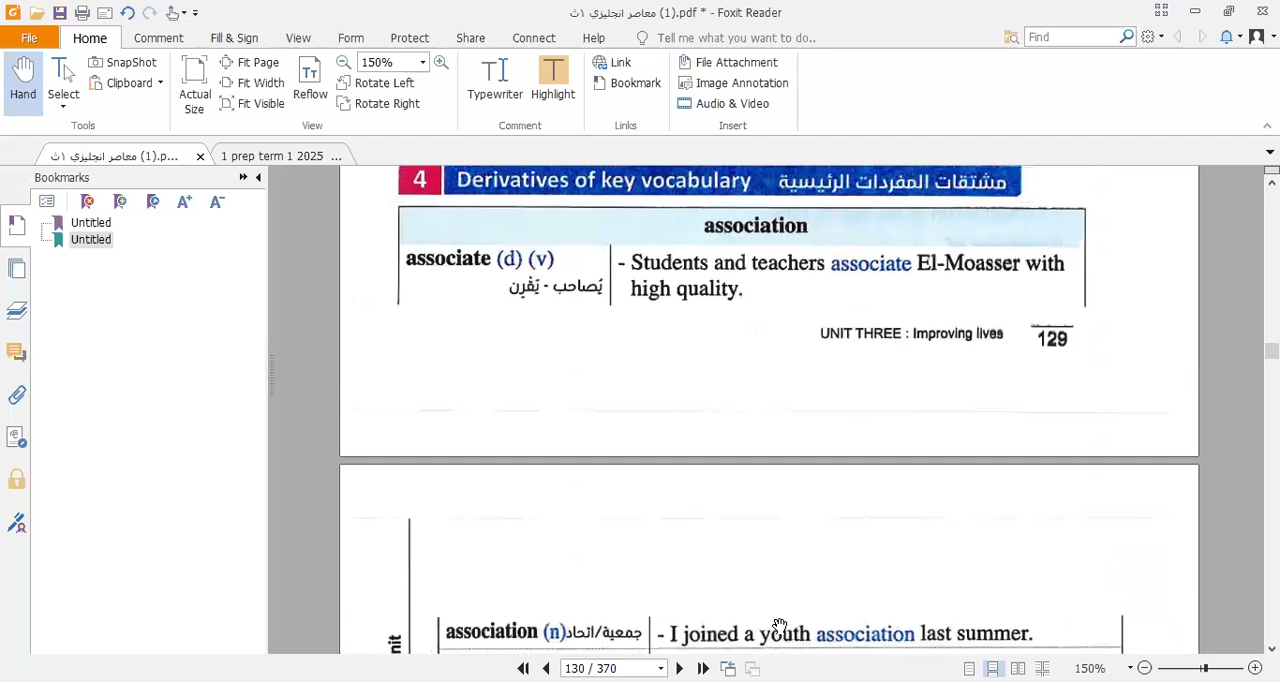 معاصر انجليزي ١ث (1).pdf * - Foxit Reader
File Home Comment Fill & Sign View Form Protect Share Connect Help Tell me what you want to do.. Find
Hand Select SnapShot Clipboard Actual Size Fit Page Fit Width Fit Visible Reflow 150% Rotate Left Rotate Right Typewriter Highlight Link Bookmark File Attachment Image Annotation Audio & Video
Tools View Comment Links Insert
معاصر انجليزي ١ث (1).p... 1 prep term 1 2025 ...
Bookmarks
Untitled
Untitled
4 Derivatives of key vocabulary مشتقات المفردات الرئيسية
association
associate (d) (v) - Students and teachers associate El-Moasser with
يُصاحب - يَقْرِن high quality.
UNIT THREE : Improving lives 129
association (n) جمعية/اتحاد - I joined a youth association last summer.
nit
130 / 370 150%